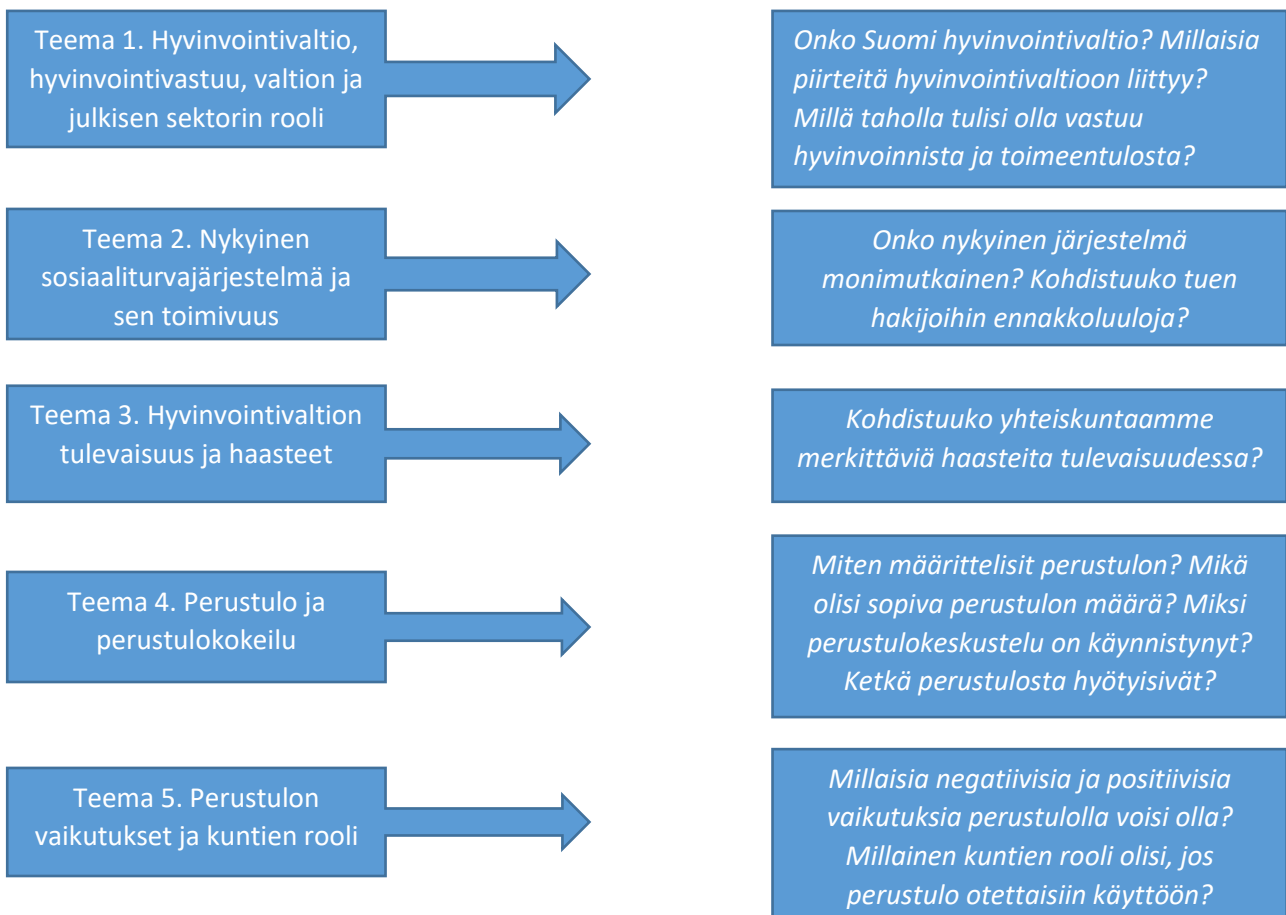 Teema 1. Hyvinvointivaltio,
hyvinvointivastuu, valtion ja
julkisen sektorin rooli
Onko Suomi hyvinvointivaltio? Millaisia
piirteitä hyvinvointivaltioon liittyy?
Millä taholla tulisi olla vastuu
hyvinvoinnista ja toimeentulosta?
Teema 2. Nykyinen
sosiaaliturvajärjestelmä ja
sen toimivuus
Onko nykyinen järjestelmä
monimutkainen? Kohdistuuko tuen
hakijoihin ennakkoluuloja?
Teema 3. Hyvinvointivaltion
tulevaisuus ja haasteet
Kohdistuuko yhteiskuntaamme
merkittäviä haasteita tulevaisuudessa?
Teema 4. Perustulo ja
perustulokokeilu
Miten määrittelisit perustulon? Mikä
olisi sopiva perustulon määrä? Miksi
perustulokeskustelu on käynnistynyt?
Ketkä perustulosta hyötyisivät?
Teema 5. Perustulon
vaikutukset ja kuntien rooli
Millaisia negatiivisia ja positiivisia
vaikutuksia perustulolla voisi olla?
Millainen kuntien rooli olisi, jos
perustulo otettaisiin käyttöön?